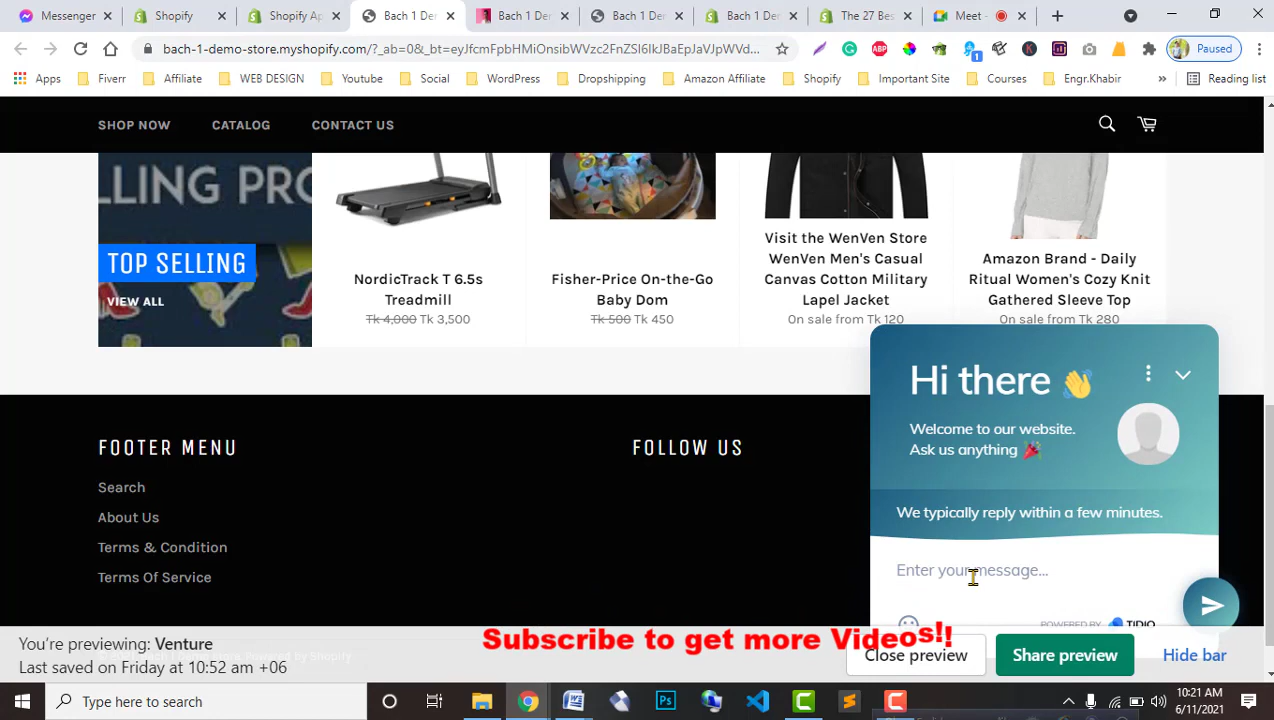 Shopify
Shopify Ap
Bach 1 Der
Bach 1 Der
Bach 1 Der
Shopify
The 27 Bes
Meet -
bach-1-demo-store.myshopify.com/?_ab=0&_bt=
Paused
Apps
Fiverr
Affiliate
WEB DESIGN
Youtube
Social
WordPress
Dropshipping
Amazon Affiliate
Shopify
Important Site
Courses
Engr.Khabir
»
Reading list
SHOP NOW
CATALOG
CONTACT US
LLING PRO
TOP SELLING
VIEW ALL
NordicTrack T 6.5s
Treadmill
Tk 4,000 Tk 3,500
Fisher-Price On-the-Go
Baby Dom
Tk 500 Tk 450
Visit the WenVen Store
WenVen Men's Casual
Canvas Cotton Military
Lapel Jacket
On sale from Tk 120
Amazon Brand - Daily
Ritual Women's Cozy Knit
Gathered Sleeve Top
On sale from Tk 280
FOOTER MENU
Search
About Us
Terms & Condition
Terms Of Service
FOLLOW US
Hi there 👋
Welcome to our website.
Ask us anything 🎉
We typically reply within a few minutes.
Enter your message...
POWERED BY TIDIO
You're previewing: Venture
Last saved on Friday at 10:52 am +06
Powered by Shopify
Subscribe to get more Videos!!
Close preview
Share preview
Hide bar
Type here to search
10:21 AM
6/11/2021